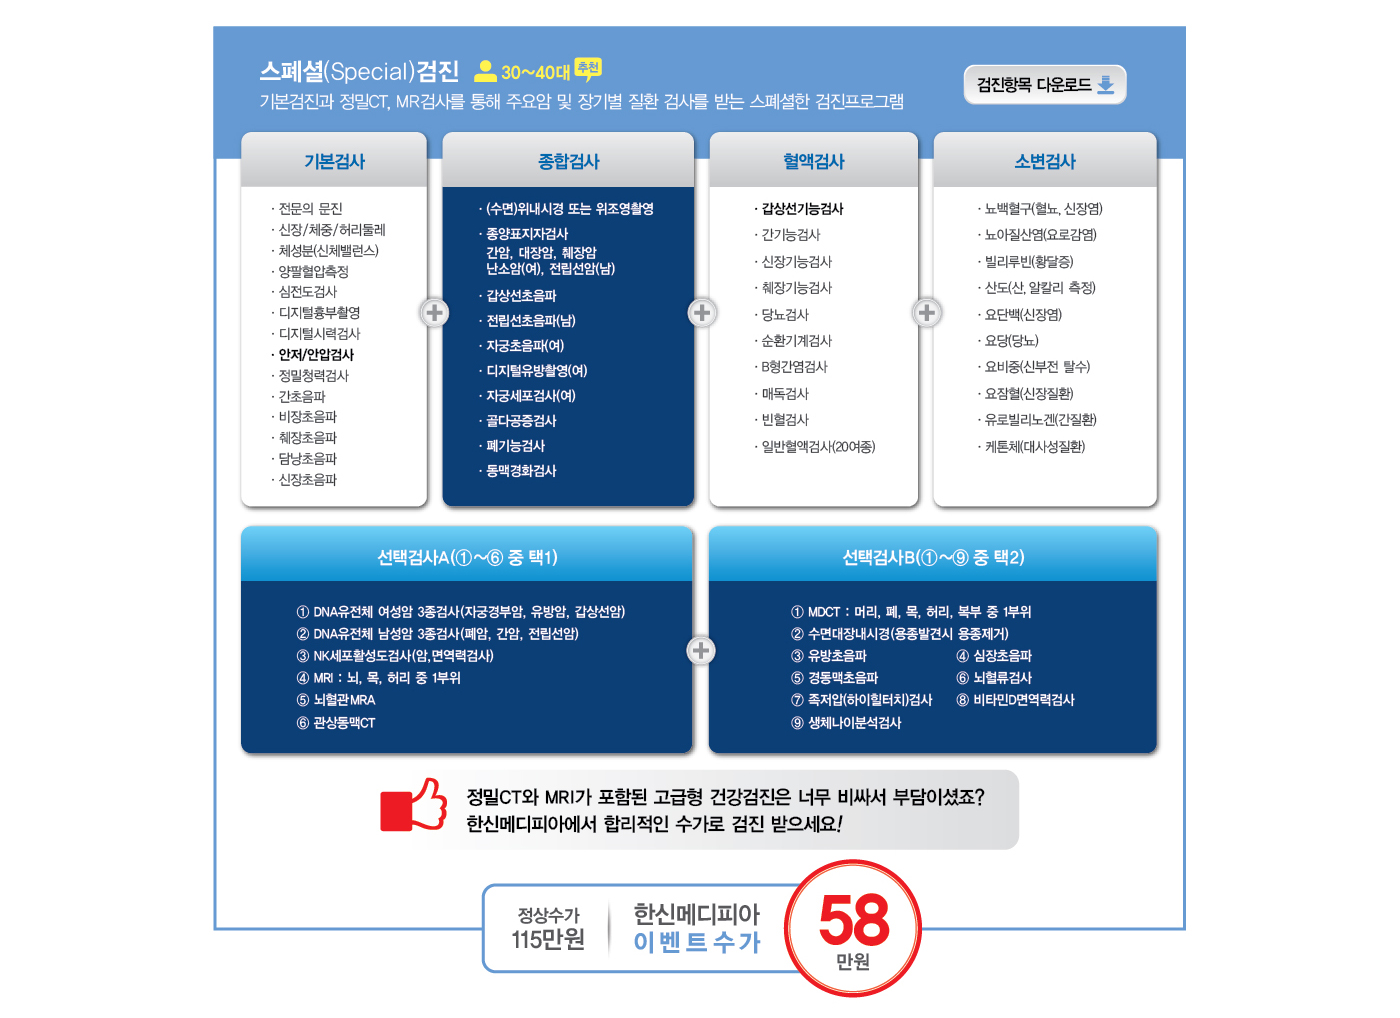 스페셜(Special)검진 30~40대 추천
기본검진과 정밀CT, MR검사를 통해 주요암 및 장기별 질환 검사를 받는 스페셜한 검진프로그램
검진항목 다운로드
기본검사
· 전문의 문진
· 신장/체중/허리둘레
· 체성분(신체밸런스)
· 양팔혈압측정
· 심전도검사
· 디지털흉부촬영
· 디지털시력검사
· 안저/안압검사
· 정밀청력검사
· 간초음파
· 비장초음파
· 췌장초음파
· 담낭초음파
· 신장초음파
종합검사
· (수면)위내시경 또는 위조영촬영
· 종양표지자검사
간암, 대장암, 췌장암
난소암(여), 전립선암(남)
· 갑상선초음파
· 전립선초음파(남)
· 자궁초음파(여)
· 디지털유방촬영(여)
· 자궁세포검사(여)
· 골다공증검사
· 폐기능검사
· 동맥경화검사
혈액검사
· 갑상선기능검사
· 간기능검사
· 신장기능검사
· 췌장기능검사
· 당뇨검사
· 순환기계검사
· B형간염검사
· 매독검사
· 빈혈검사
· 일반혈액검사(20여종)
소변검사
· 뇨백혈구(혈뇨, 신장염)
· 뇨아질산염(요로감염)
· 빌리루빈(황달증)
· 산도(산, 알칼리 측정)
· 요단백(신장염)
· 요당(당뇨)
· 요비중(신부전 탈수)
· 요잠혈(신장질환)
· 유로빌리노겐(간질환)
· 케톤체(대사성질환)
선택검사A(①~⑥ 중 택1)
① DNA유전체 여성암 3종검사(자궁경부암, 유방암, 갑상선암)
② DNA유전체 남성암 3종검사(폐암, 간암, 전립선암)
③ NK세포활성도검사(암,면역력검사)
④ MRI : 뇌, 목, 허리 중 1부위
⑤ 뇌혈관MRA
⑥ 관상동맥CT
선택검사B(①~⑨ 중 택2)
① MDCT : 머리, 폐, 목, 허리, 복부 중 1부위
② 수면대장내시경(용종발견시 용종제거)
③ 유방초음파 ④ 심장초음파
⑤ 경동맥초음파 ⑥ 뇌혈류검사
⑦ 족저압(하이힐터치)검사 ⑧ 비타민D면역력검사
⑨ 생체나이분석검사
정밀CT와 MRI가 포함된 고급형 건강검진은 너무 비싸서 부담이셨죠?
한신메디피아에서 합리적인 수가로 검진 받으세요!
정상수가
115만원
한신메디피아
이벤트수가
58
만원